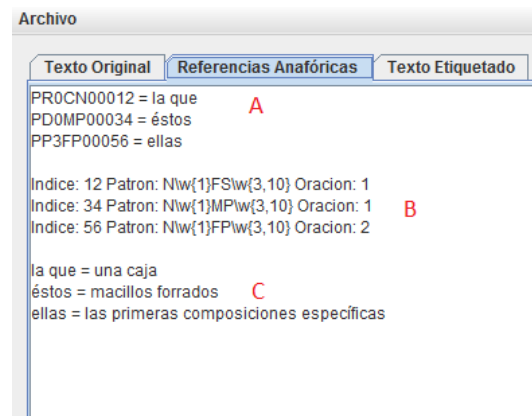 Archivo
Texto Original Referencias Anafóricas Texto Etiquetado
PR0CN00012 = la que
A
PD0MP00034 = éstos
PP3FP00056 = ellas
Indice: 12 Patron: N\w{1}FS\w{3,10} Oracion: 1
Indice: 34 Patron: N\w{1}MP\w{3,10} Oracion: 1
B
Indice: 56 Patron: N\w{1}FP\w{3,10} Oracion: 2
la que = una caja
éstos = macillos forrados
C
ellas = las primeras composiciones específicas